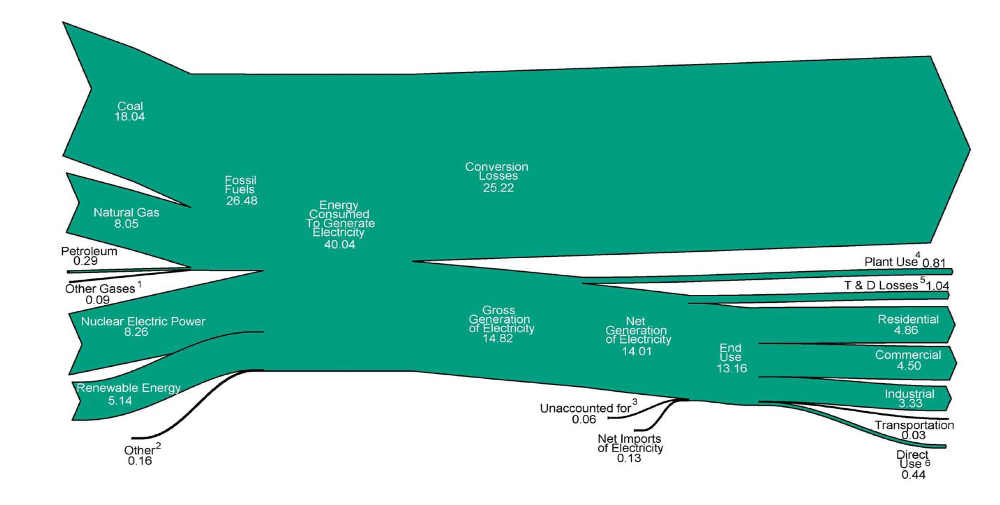 Coal
18.04
Fossil
Fuels
26.48
Natural Gas
8.05
Petroleum
0.29
Other Gases 1
0.09
Nuclear Electric Power
8.26
Renewable Energy
5.14
Other2
0.16
Energy
Consumed
To Generate
Electricity
40.04
Conversion
Losses
25.22
Gross
Generation
of Electricity
14.82
Net
Generation
of Electricity
14.01
Unaccounted for 3
0.06
Net Imports
of Electricity
0.13
End
Use
13.16
Plant Use4 0.81
T & D Losses 5 1.04
Residential
4.86
Commercial
4.50
Industrial
3.33
Transportation
0.03
Direct
Use 6
0.44